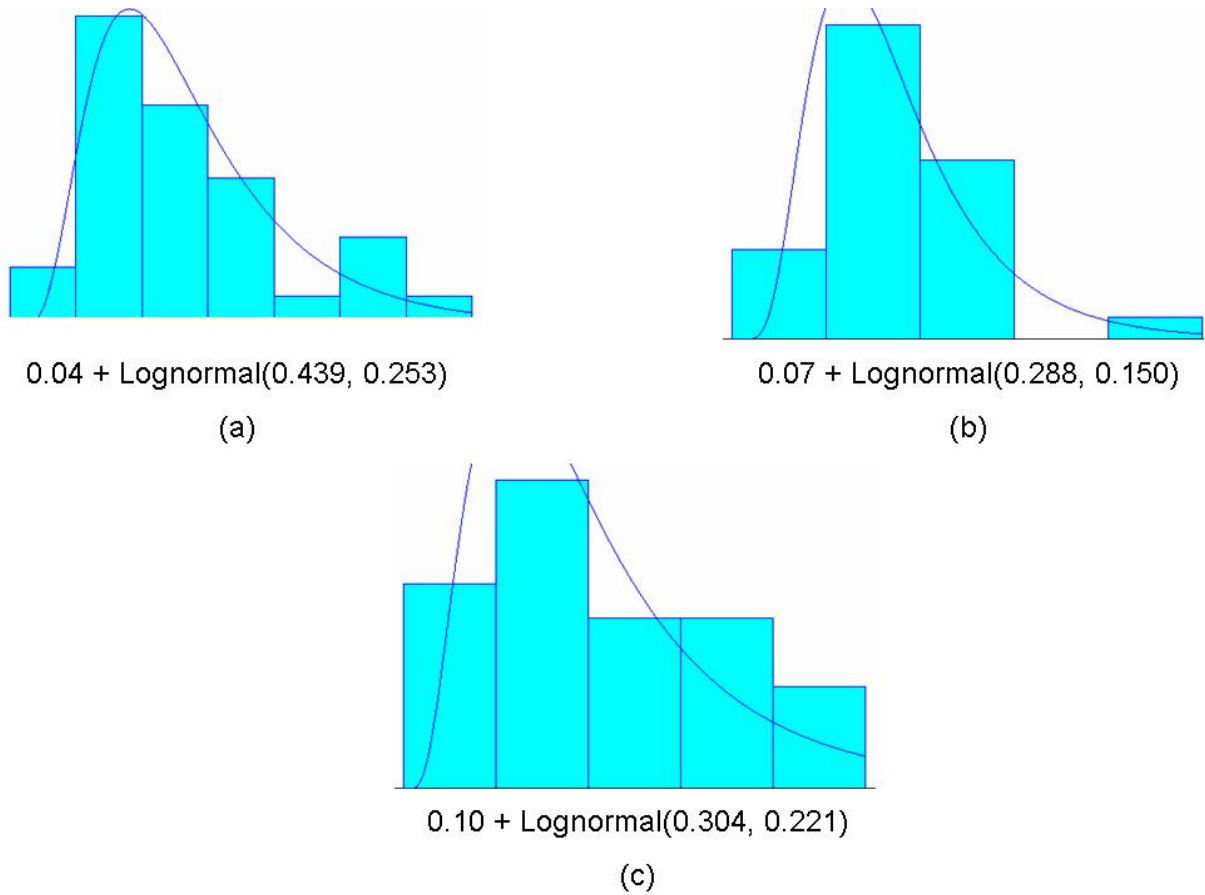 0.04 + Lognormal(0.439, 0.253)
(a)
0.07 + Lognormal(0.288, 0.150)
(b)
0.10 + Lognormal(0.304, 0.221)
(c)